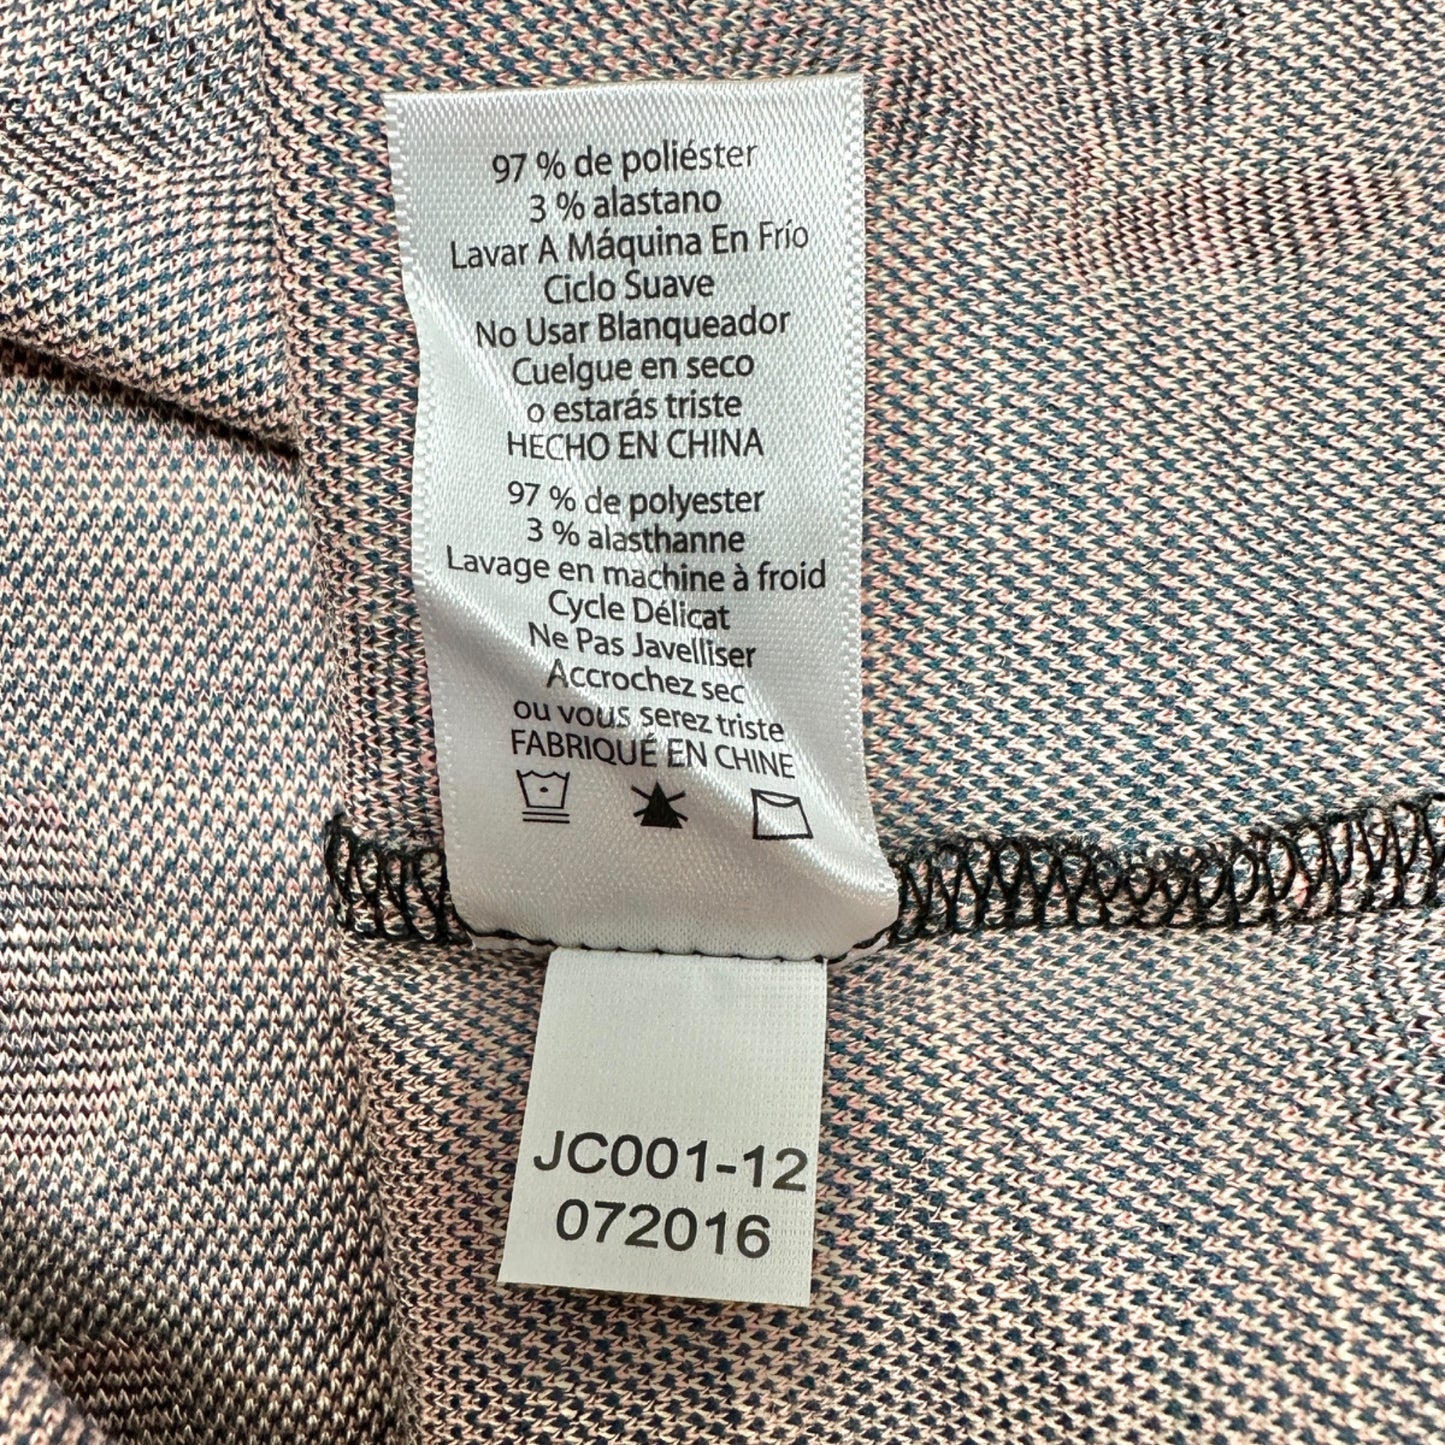 97 % de poliéster
3 % alastano
Lavar A Máquina En Frío
Ciclo Suave
No Usar Blanqueador
Cuelgue en seco
o estarás triste
HECHO EN CHINA
97 % de polyester
3 % alasthanne
Lavage en machine à froid
Cycle Délicat
Ne Pas Javelliser
Accrochez sec
ou vous serez triste
FABRIQUÉ EN CHINE
JC001-12
072016